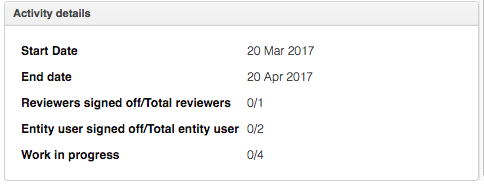 Activity details
Start Date 20 Mar 2017
End date 20 Apr 2017
Reviewers signed off/Total reviewers 0/1
Entity user signed off/Total entity user 0/2
Work in progress 0/4